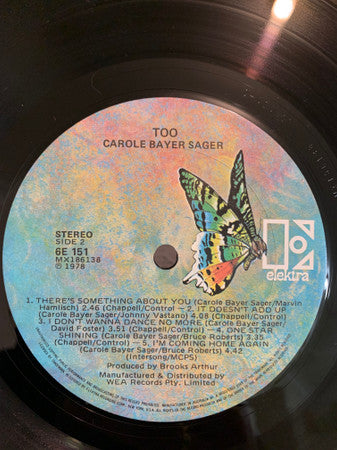 TOO
CAROLE BAYER SAGER
STEREO
SIDE 2
6E 151
MX186138
℗ 1978
elektra
1. THERE'S SOMETHING ABOUT YOU (Carole Bayer Sager/Marvin
Hamlisch) 2.46 (Chappell/Control) – 2. IT DOESN'T ADD UP
(Carole Bayer Sager/Johnny Vastano) 4.08 (Chappell/Control)
3. I DON'T WANNA DANCE NO MORE (Carole Bayer Sager/
David Foster) 3.51 (Chappell/Control) – 4. ONE STAR
SHINING (Carole Bayer Sager/Bruce Roberts) 3.35
(Chappell/Control) – 5. I'M COMING HOME AGAIN
(Carole Bayer Sager/Bruce Roberts) 4.42
(Intersong/MCPS)
Produced by Brooks Arthur
Manufactured & Distributed by
WEA Records Pty. Limited